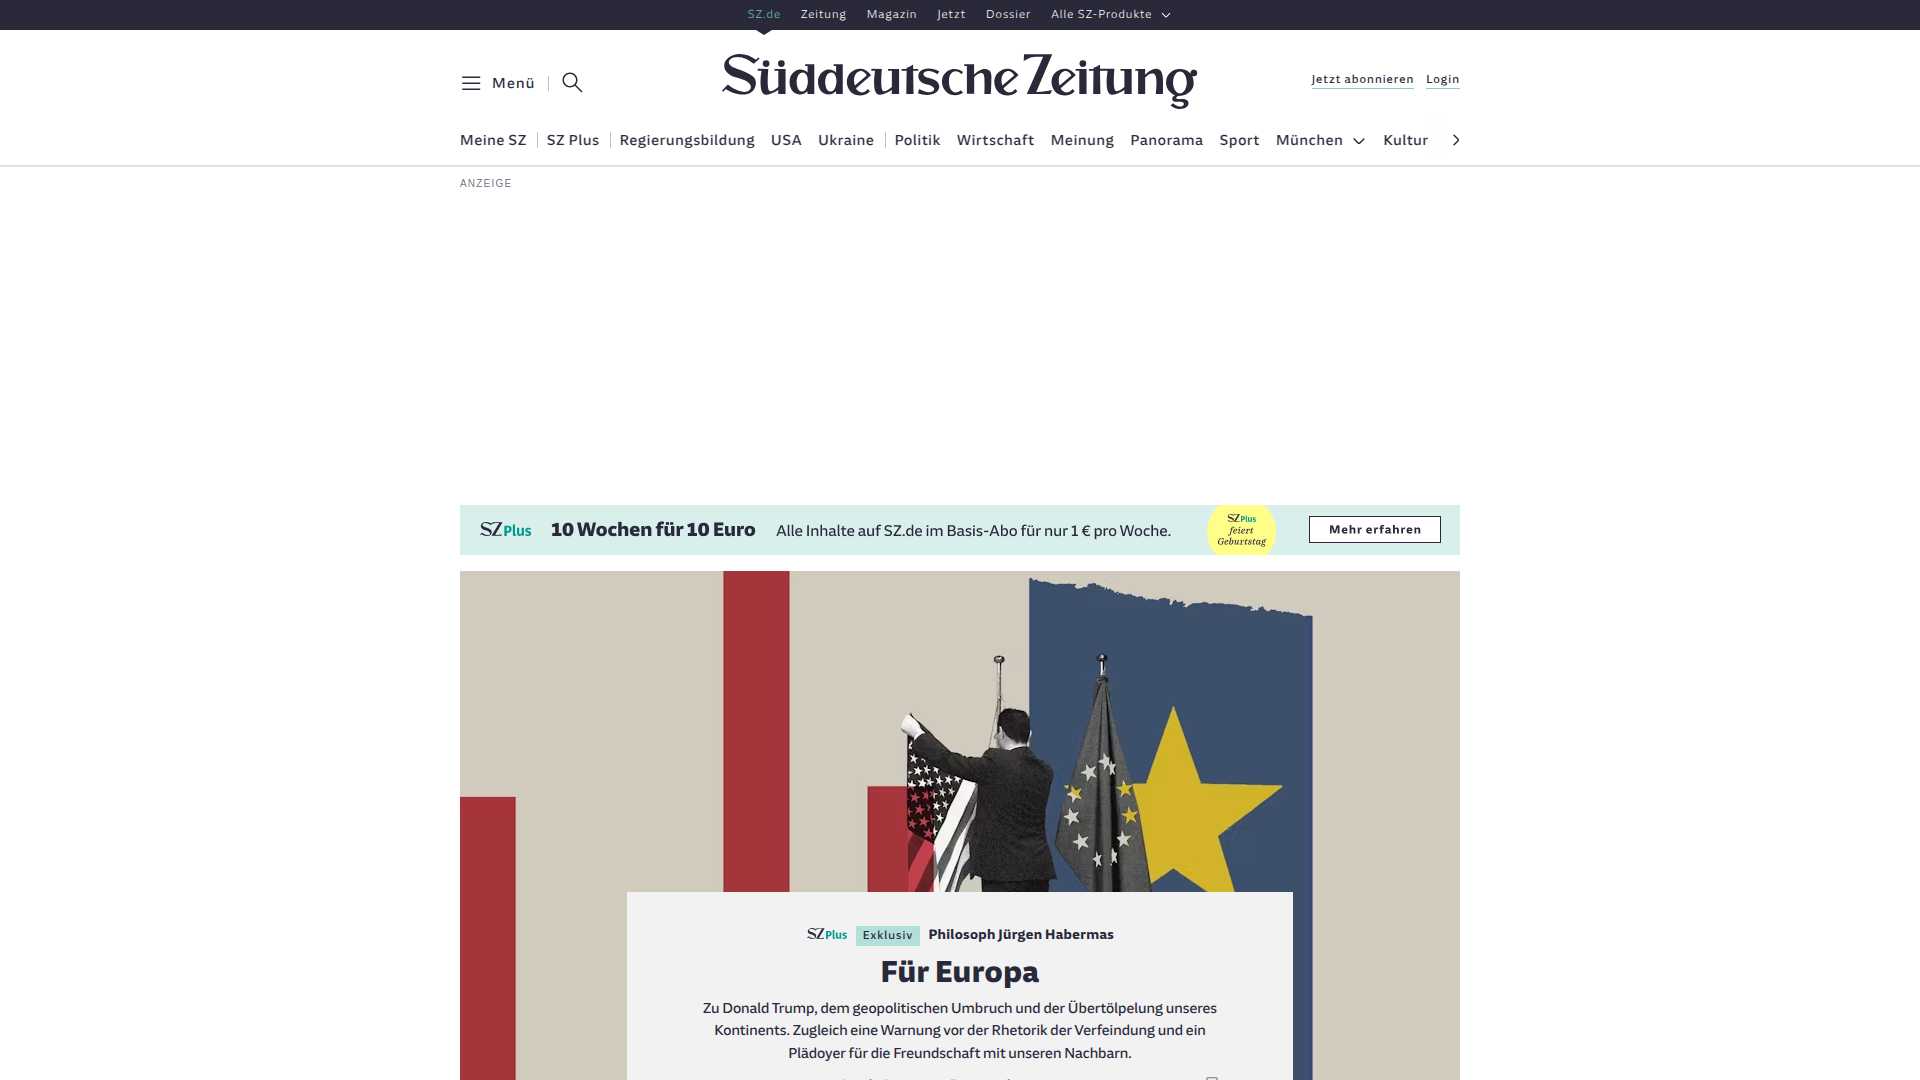 SZ.de Zeitung Magazin Jetzt Dossier Alle SZ-Produkte
Menü
Süddeutsche Zeitung
Jetzt abonnieren Login
Meine SZ SZ Plus Regierungsbildung USA Ukraine Politik Wirtschaft Meinung Panorama Sport München Kultur
ANZEIGE
SZ Plus 10 Wochen für 10 Euro Alle Inhalte auf SZ.de im Basis-Abo für nur 1 € pro Woche.
SZ Plus
feiert
Geburtstag
Mehr erfahren
SZ Plus Exklusiv Philosoph Jürgen Habermas
Für Europa
Zu Donald Trump, dem geopolitischen Umbruch und der Übertölpelung unseres
Kontinents. Zugleich eine Warnung vor der Rhetorik der Verfeindung und ein
Plädoyer für die Freundschaft mit unseren Nachbarn.